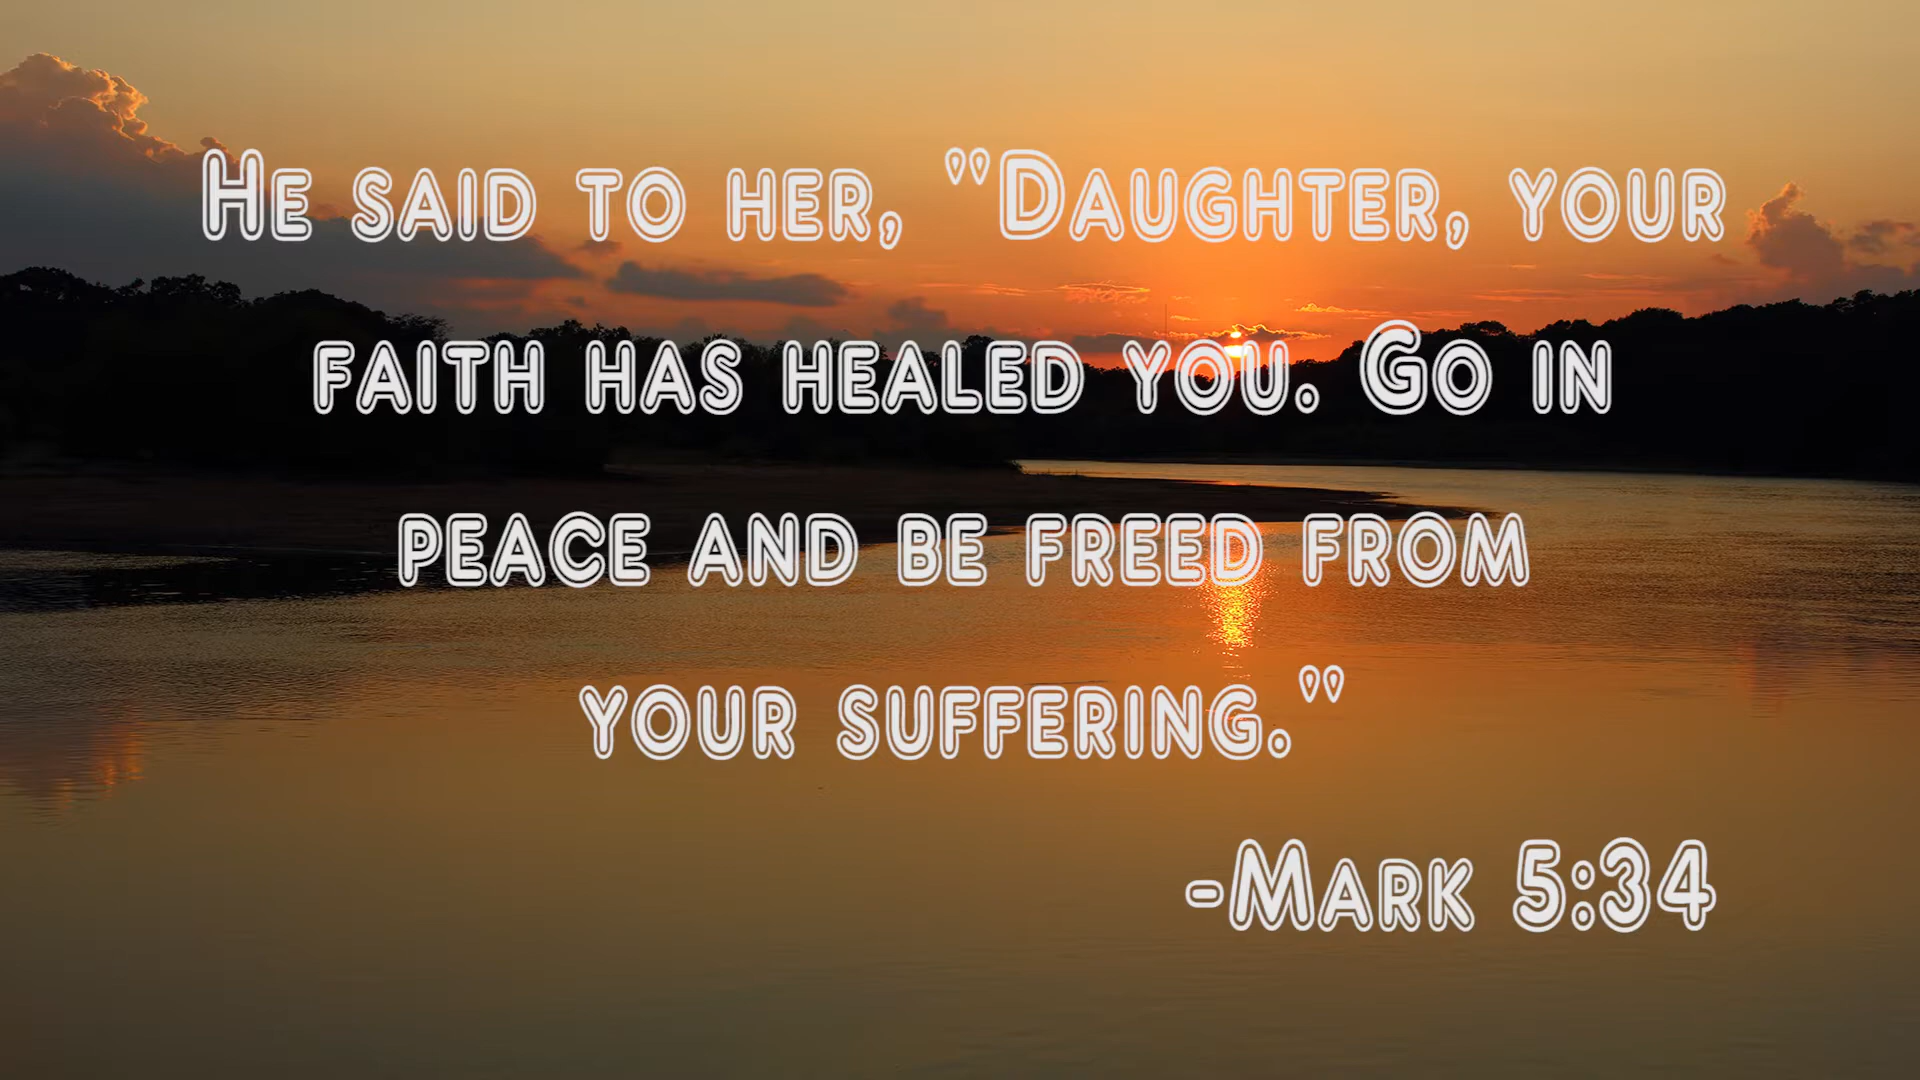 He said to her, "Daughter, your
faith has healed you. Go in
peace and be freed from
your suffering."
-Mark 5:34